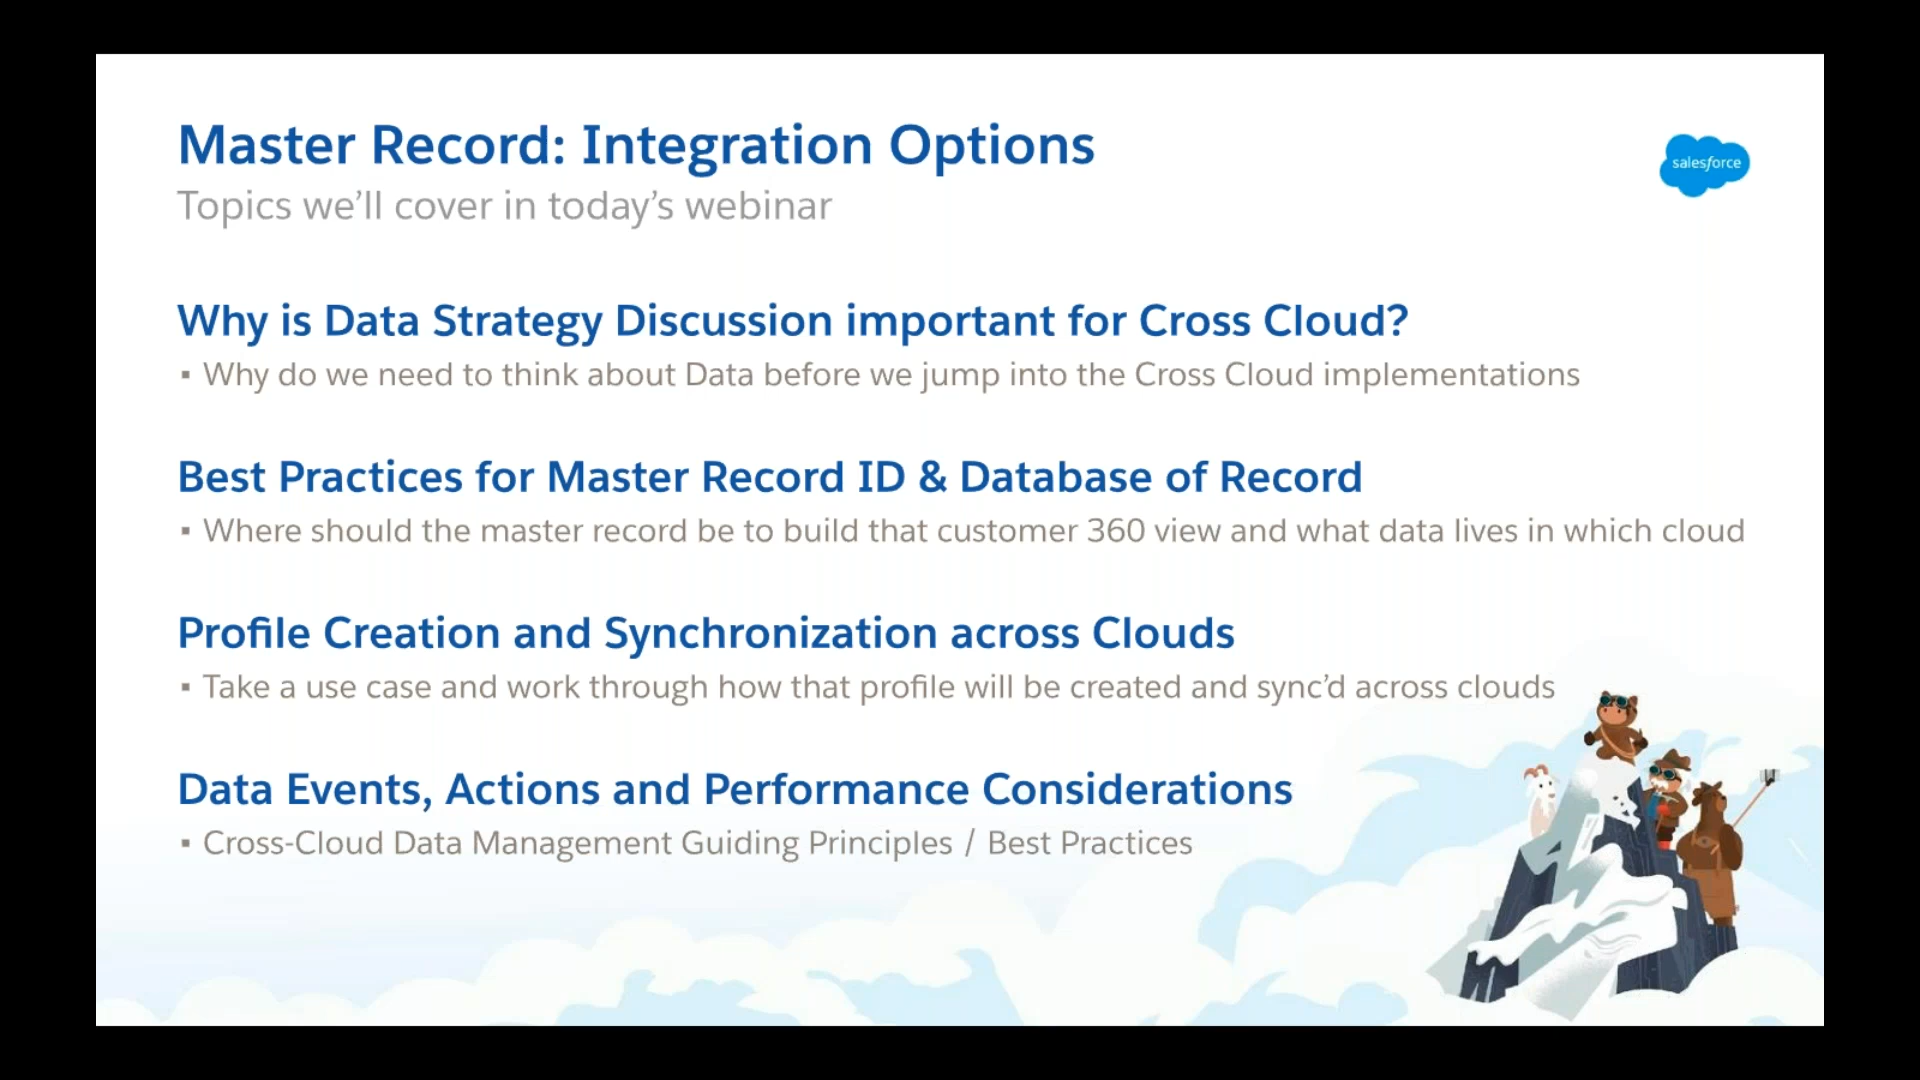 Master Record: Integration Options
salesforce
Topics we’ll cover in today’s webinar
Why is Data Strategy Discussion important for Cross Cloud?
▪ Why do we need to think about Data before we jump into the Cross Cloud implementations
Best Practices for Master Record ID & Database of Record
▪ Where should the master record be to build that customer 360 view and what data lives in which cloud
Profile Creation and Synchronization across Clouds
▪ Take a use case and work through how that profile will be created and sync’d across clouds
Data Events, Actions and Performance Considerations
▪ Cross-Cloud Data Management Guiding Principles / Best Practices